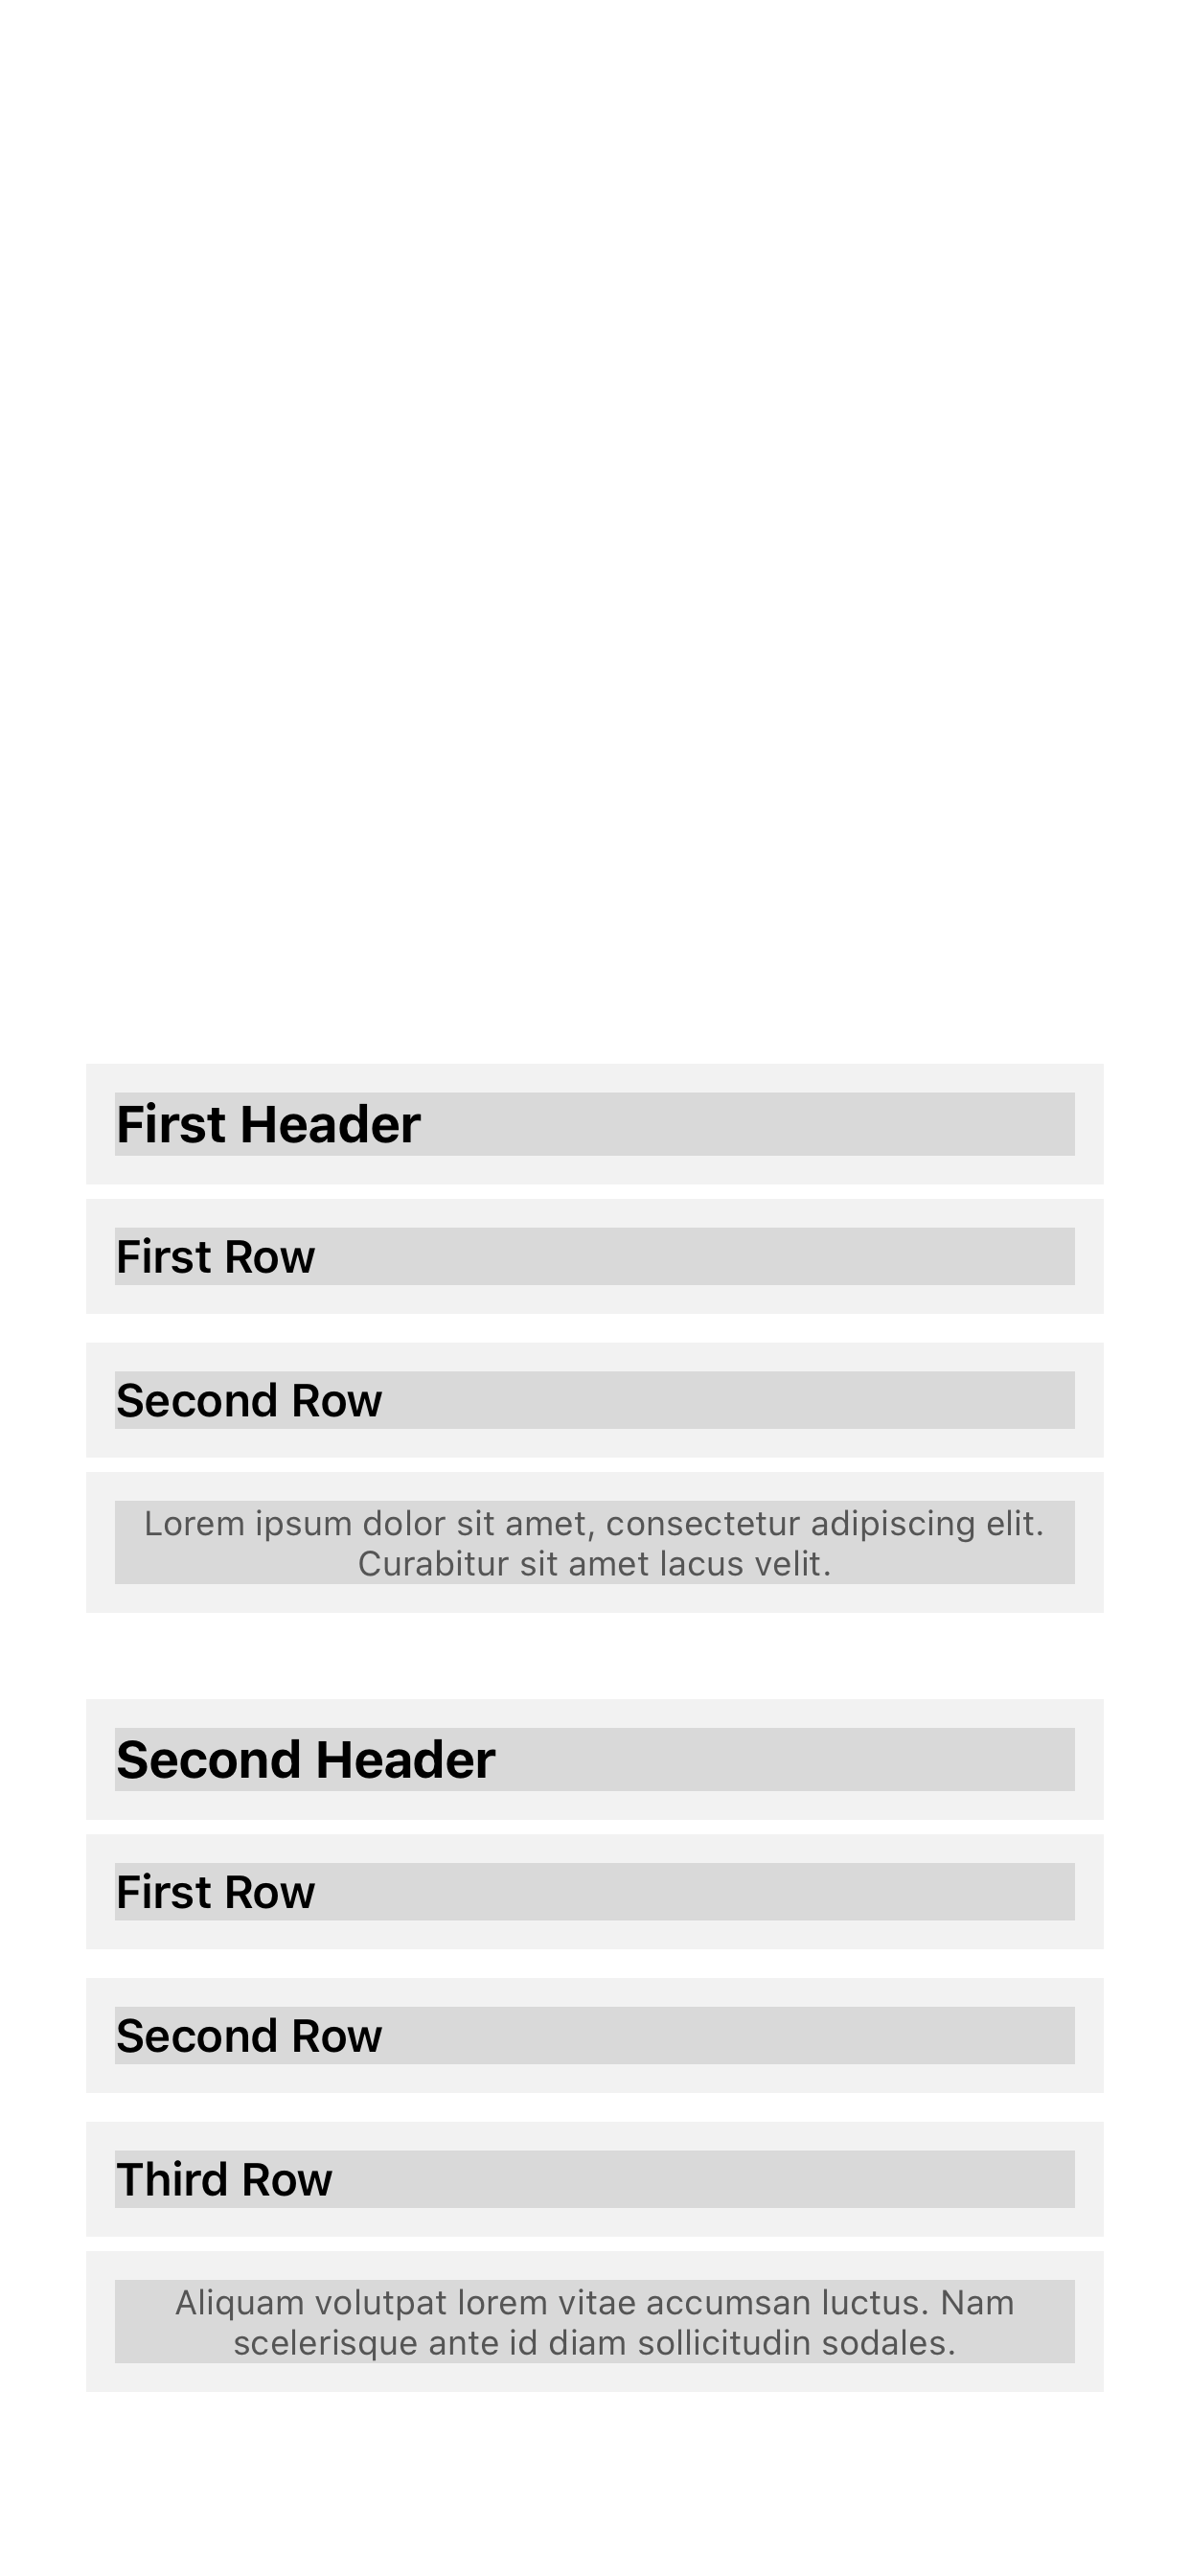 First Header
First Row
Second Row
Lorem ipsum dolor sit amet, consectetur adipiscing elit.
Curabitur sit amet lacus velit.
Second Header
First Row
Second Row
Third Row
Aliquam volutpat lorem vitae accumsan luctus. Nam
scelerisque ante id diam sollicitudin sodales.